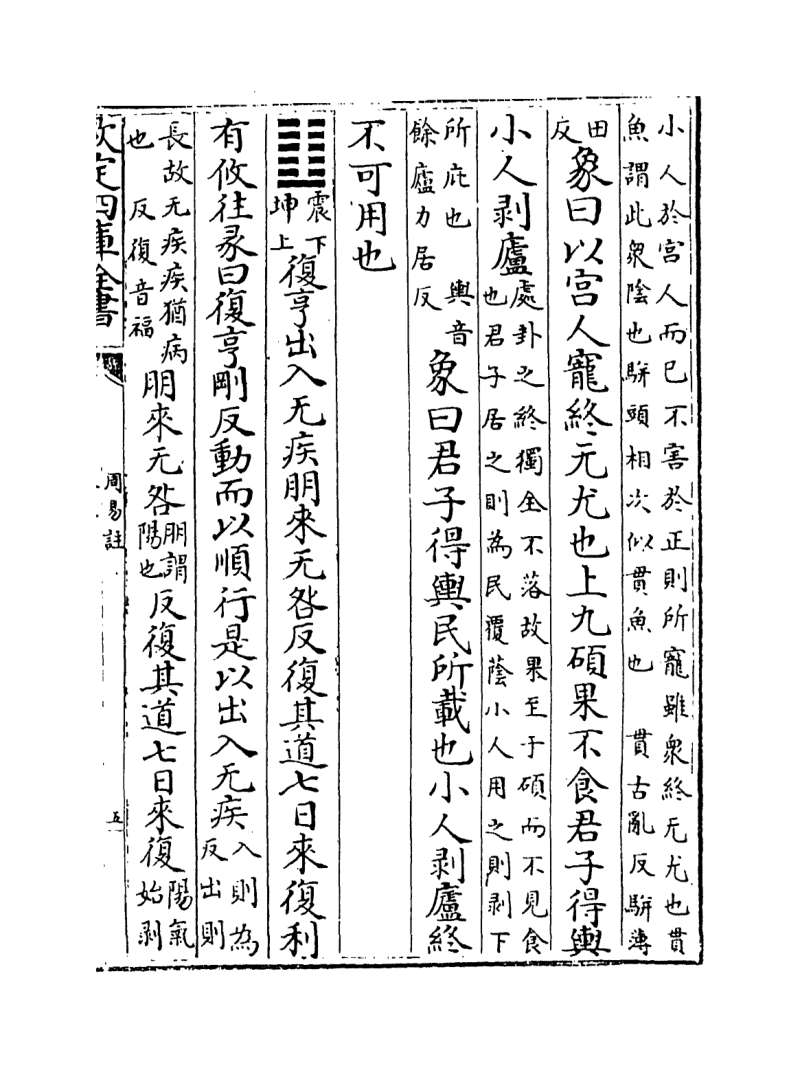 小人於宫人而已不害於正則所寵雖衆終无尤也貫
魚謂此衆陰也駢頭相次似貫魚也　貫古亂反駢薄
田反象曰以宫人寵終无尤也上九碩果不食君子得輿
小人剥廬處卦之終獨全不落故果至于碩而不見食也君子居之則為民覆蔭小人用之則剥下
所庇也　輿音餘廬力居反象曰君子得輿民所載也小人剥廬終
不可用也
䷗震下坤上復亨出入无疾朋來无咎反復其道七日來復利
有攸往彖曰復亨剛反動而以順行是以出入无疾入則為反出則
長故无疾疾猶病也　反復音福朋來无咎朋謂陽也反復其道七日來復陽氣始剥
欽定四庫全書
周易註
五